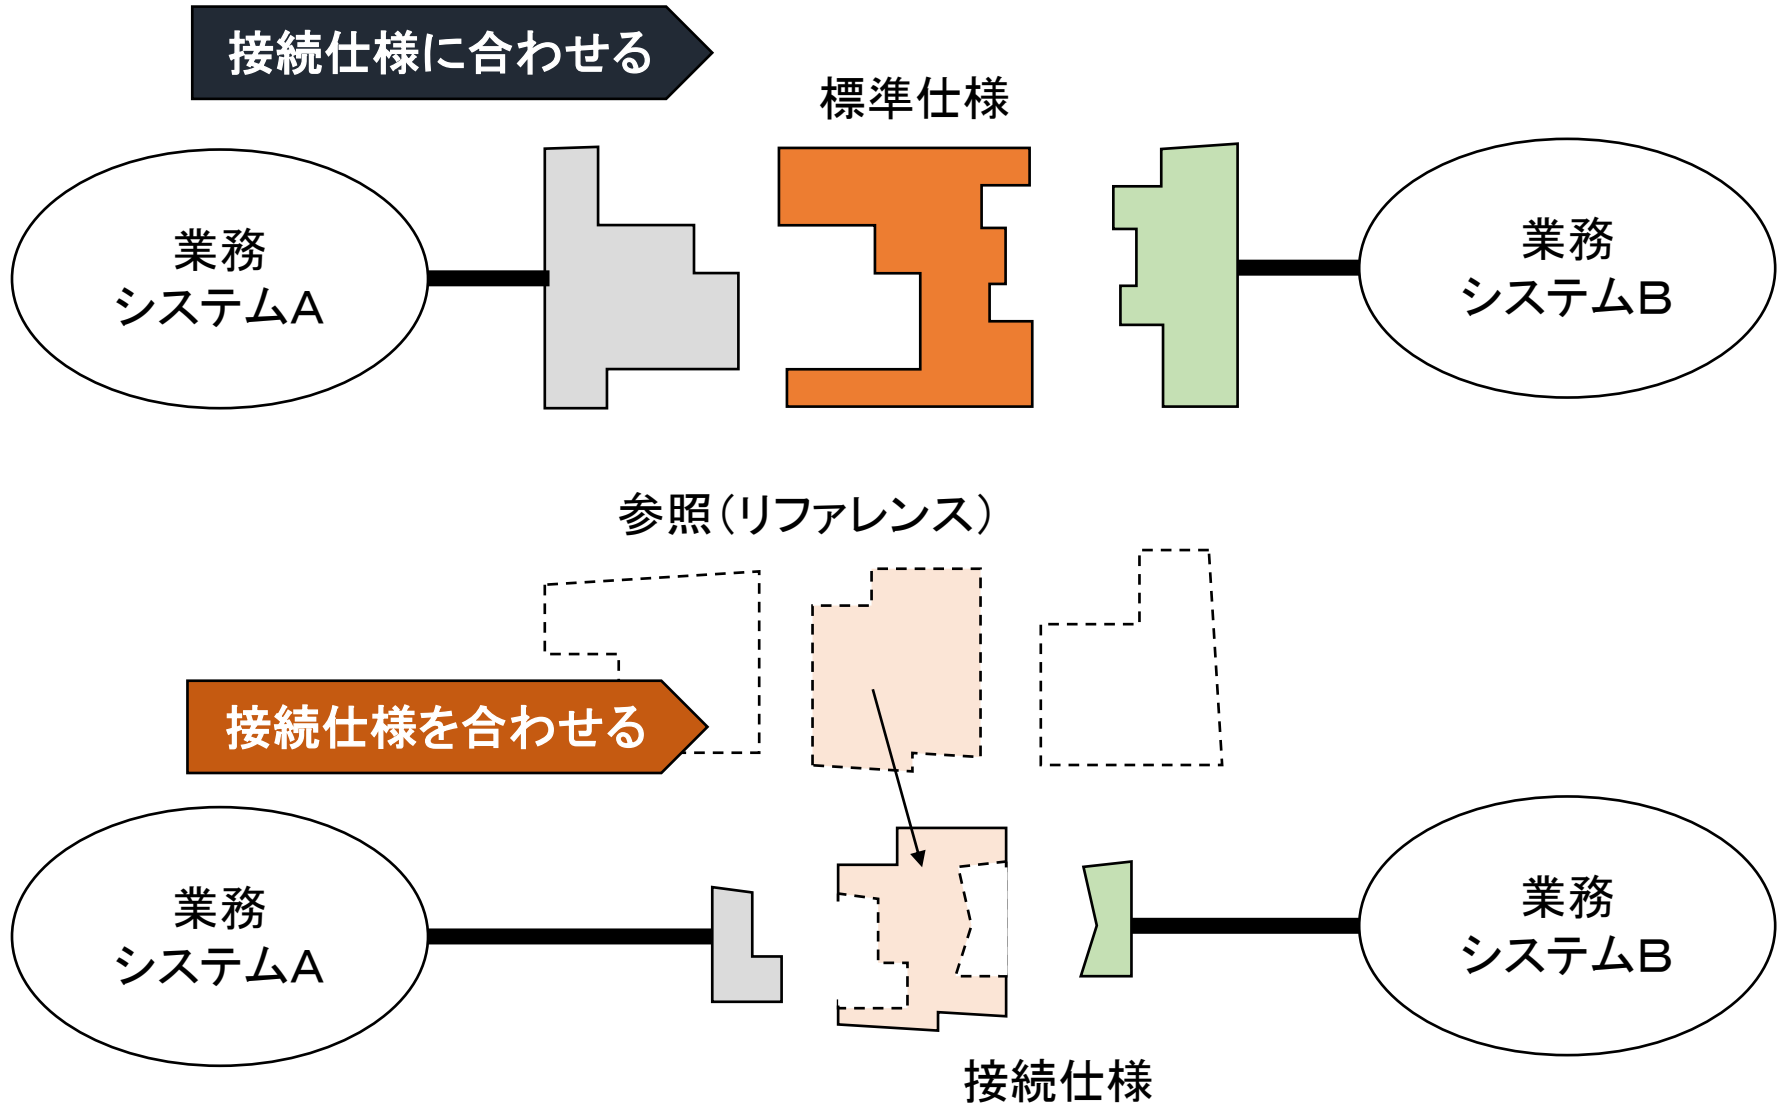 接続仕様に合わせる
標準仕様
業務
システムA
業務
システムB
参照(リファレンス)
接続仕様を合わせる
業務
システムA
業務
システムB
接続仕様